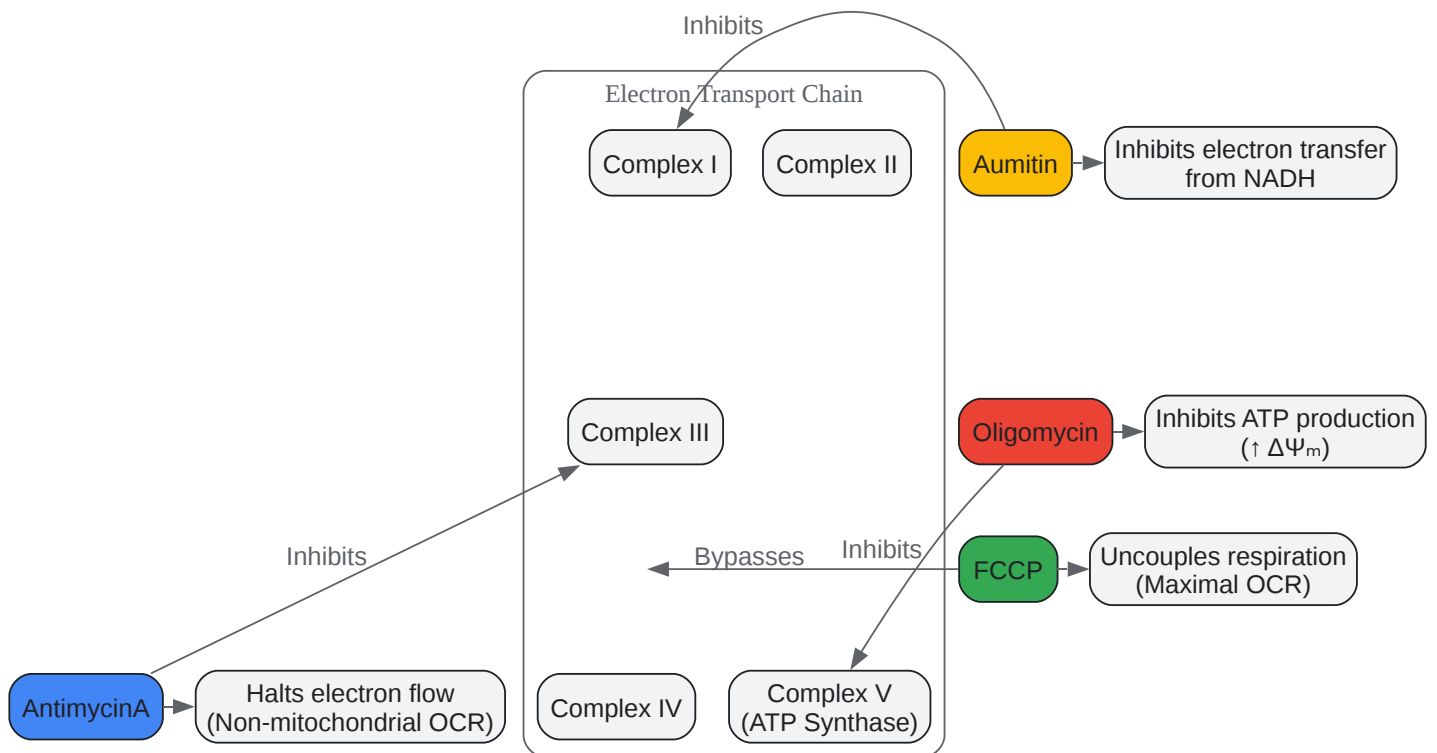 Inhibits
Electron Transport Chain
Complex I
Complex II
Aumitin
Inhibits electron transfer
from NADH
Complex III
Oligomycin
Inhibits ATP production
(↑ ΔΨₘ)
Inhibits
Bypasses
Inhibits
FCCP
Uncouples respiration
(Maximal OCR)
AntimycinA
Halts electron flow
(Non-mitochondrial OCR)
Complex IV
Complex V
(ATP Synthase)